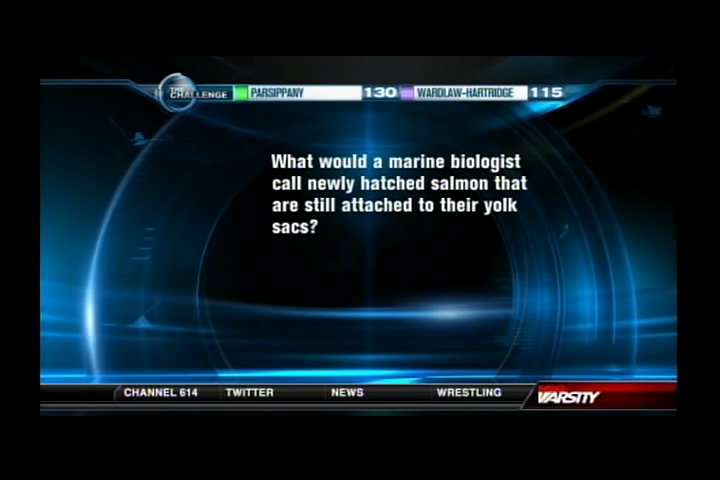 THE CHALLENGE PARSIPPANY 130 WARDLAW-HARTRIDGE 115
What would a marine biologist
call newly hatched salmon that
are still attached to their yolk
sacs?
CHANNEL 614 TWITTER NEWS WRESTLING VARSITY